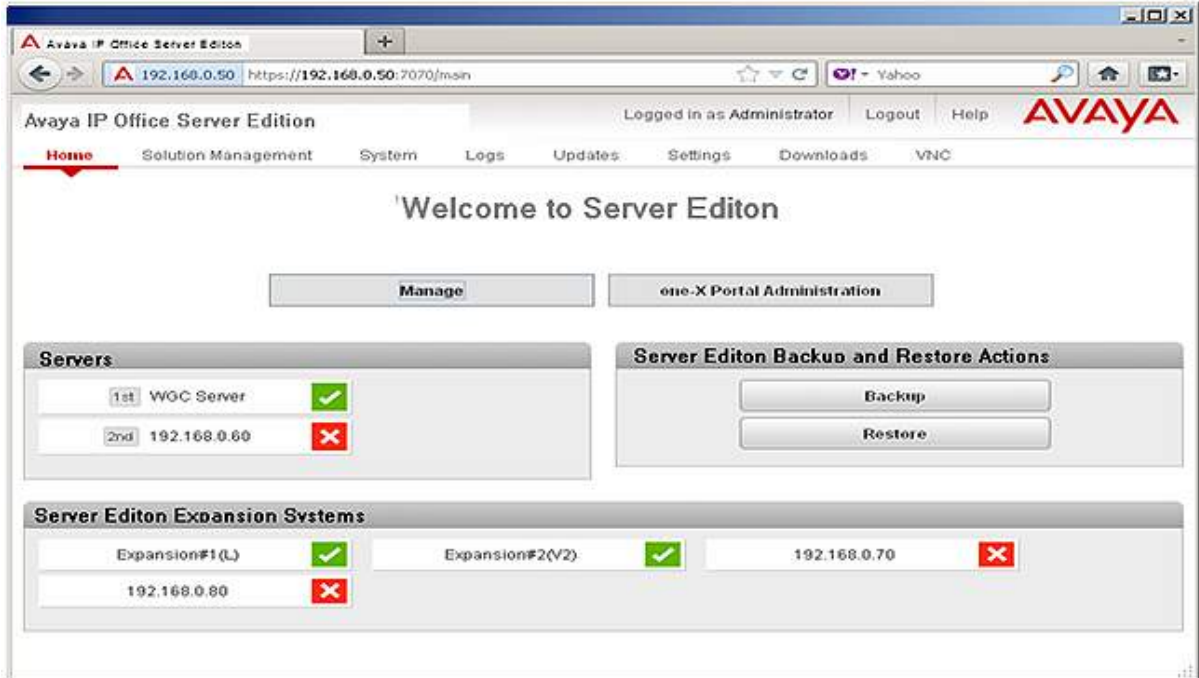 Avaya IP Office Server Editon
192.168.0.50 https://192.168.0.50:7070/main Yahoo
Avaya IP Office Server Edition Logged in as Administrator Logout Help AVAYA
Home Solution Management System Logs Updates Settings Downloads VNC
Welcome to Server Editon
Manage one-X Portal Administration
Servers
1st WGC Server
2nd 192.168.0.60
Server Editon Backup and Restore Actions
Backup
Restore
Server Editon Expansion Systems
Expansion#1(L) Expansion#2(V2) 192.168.0.70
192.168.0.80